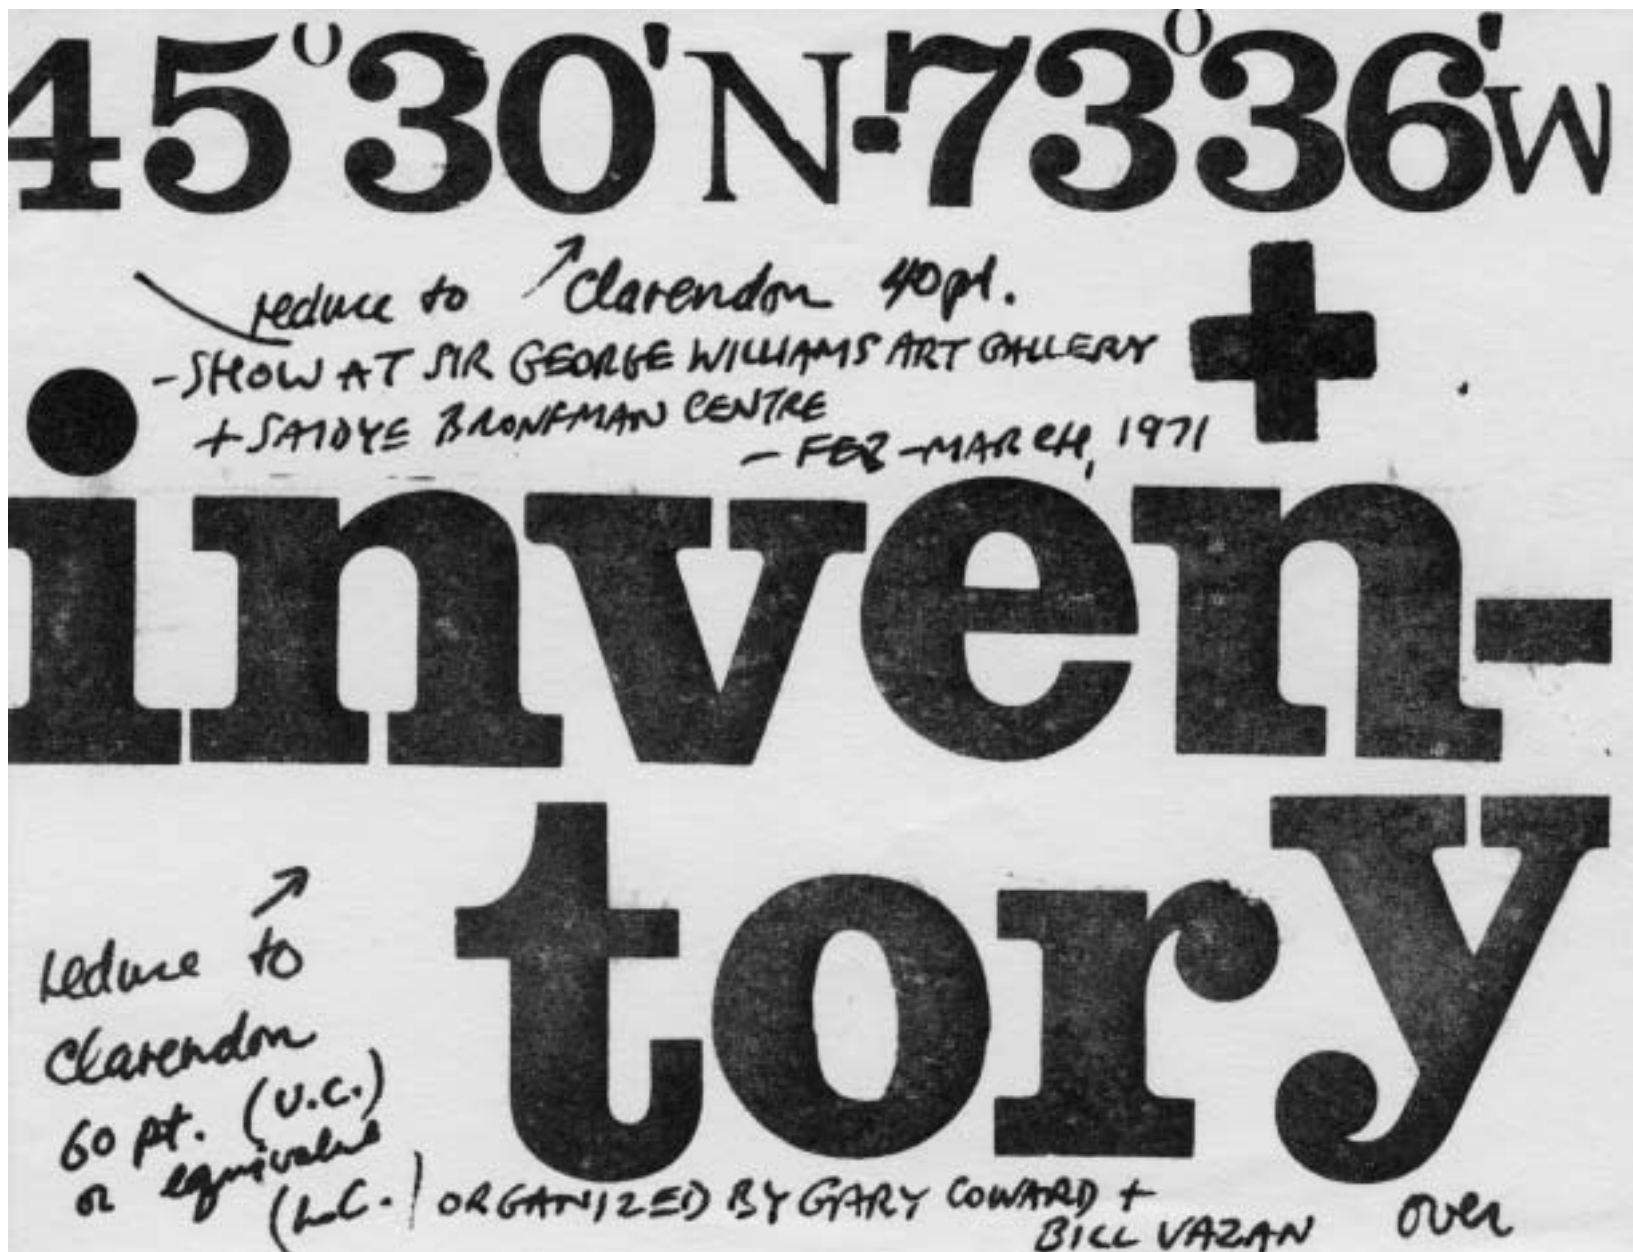 45°30'N-73°36'W
+
reduce to Clarendon 40pt.
-SHOW AT SIR GEORGE WILLIAMS ART GALLERY
+ SAIDYE BRONFMAN CENTRE
- FEB -MARCH, 1971
inven-
tory
reduce to
Clarendon
60 pt. (U.C.)
or equivalent
(L.C.)
ORGANIZED BY GARY COWARD +
BILL VAZAN
over